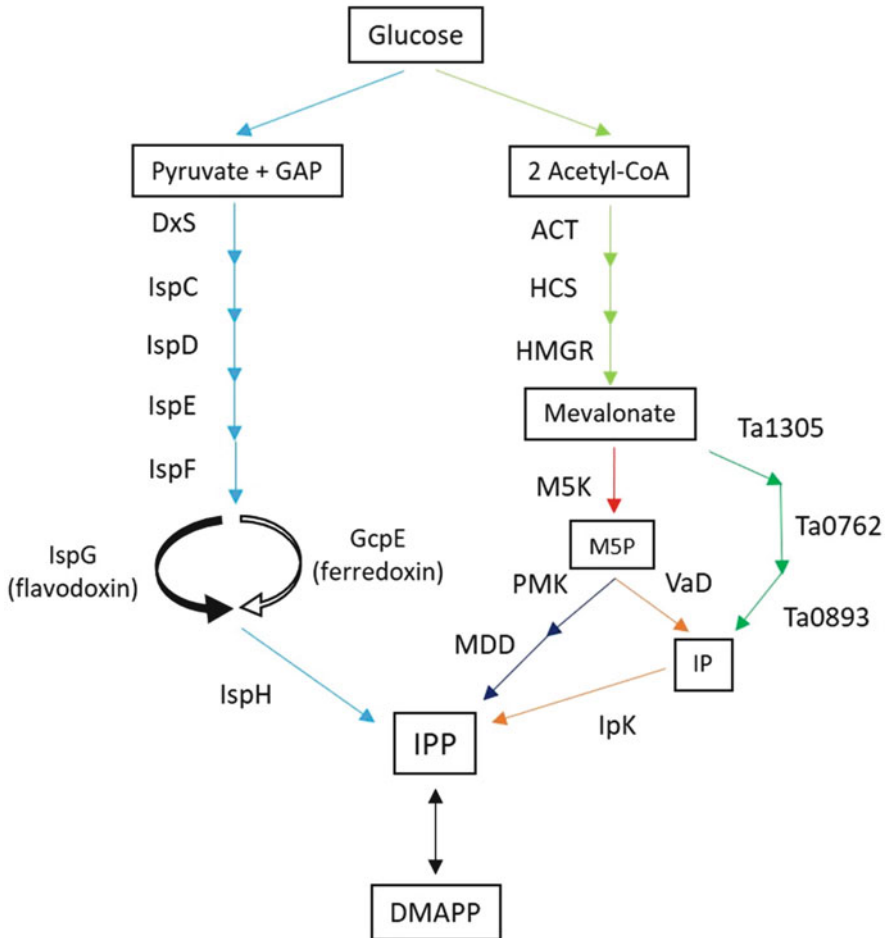 Glucose
Pyruvate + GAP
2 Acetyl-CoA
DxS
ACT
IspC
HCS
IspD
HMGR
IspE
Mevalonate
Ta1305
IspF
M5K
Ta0762
IspG
(flavodoxin)
GcpE
(ferredoxin)
M5P
PMK
VaD
Ta0893
MDD
IP
IspH
IPP
IpK
DMAPP